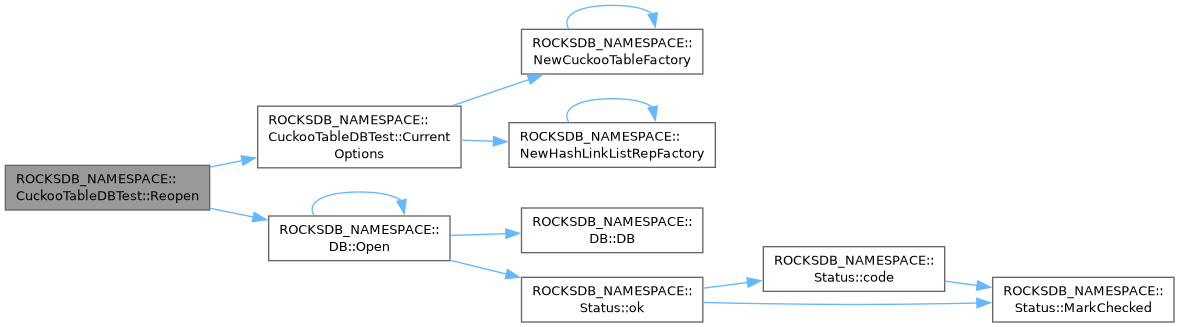 ROCKSDB_NAMESPACE::
NewCuckooTableFactory
ROCKSDB_NAMESPACE::
CuckooTableDBTest::Current
Options
ROCKSDB_NAMESPACE::
NewHashLinkListRepFactory
ROCKSDB_NAMESPACE::
CuckooTableDBTest::Reopen
ROCKSDB_NAMESPACE::
DB::Open
ROCKSDB_NAMESPACE::
DB::DB
ROCKSDB_NAMESPACE::
Status::code
ROCKSDB_NAMESPACE::
Status::ok
ROCKSDB_NAMESPACE::
Status::MarkChecked